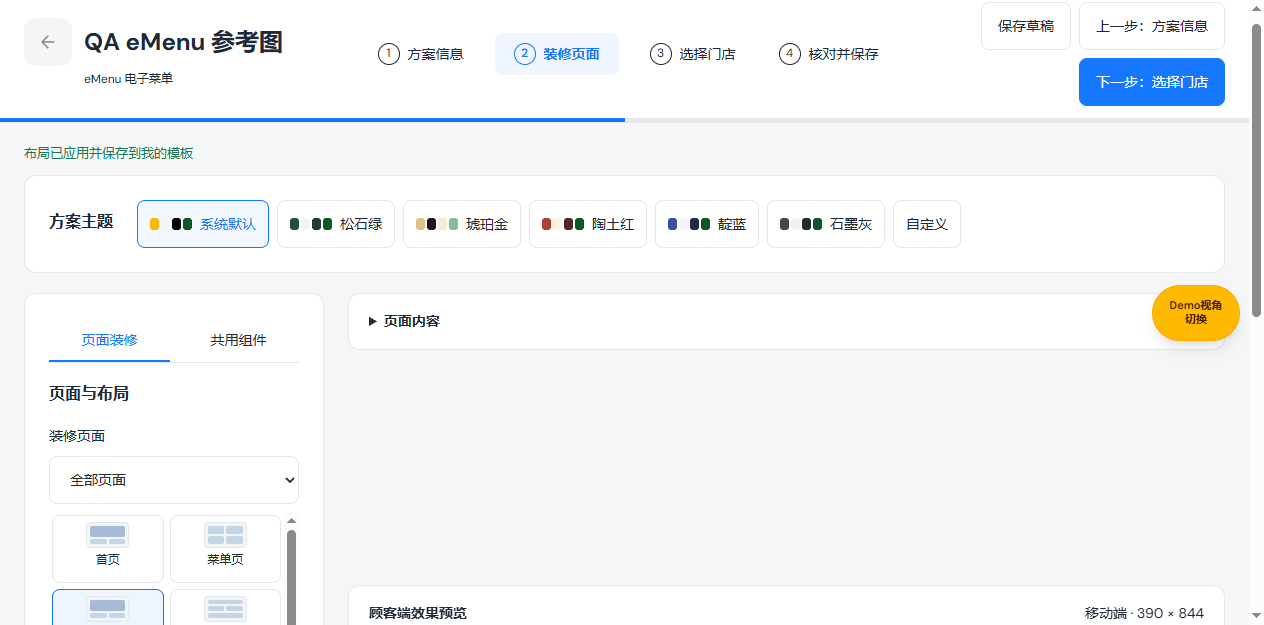 QA eMenu 参考图
eMenu 电子菜单
1 方案信息
2 装修页面
3 选择门店
4 核对并保存
保存草稿
上一步：方案信息
下一步：选择门店
布局已应用并保存到我的模板
方案主题
系统默认
松石绿
琥珀金
陶土红
靛蓝
石墨灰
自定义
页面装修
共用组件
页面与布局
装修页面
全部页面
首页
菜单页
页面内容
Demo视角
切换
顾客端效果预览
移动端 · 390 × 844